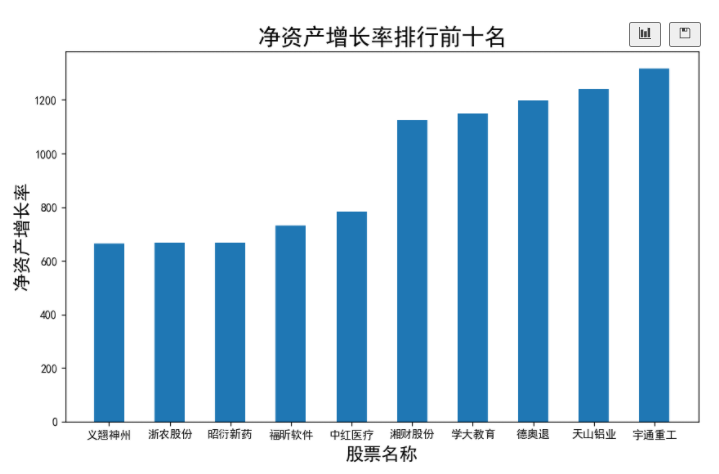 净资产增长率排行前十名
净资产增长率
1200
1000
800
600
400
200
0
义翘神州 浙农股份 昭衍新药 福昕软件 中红医疗 湘财股份 学大教育 德奥退 天山铝业 宇通重工
股票名称